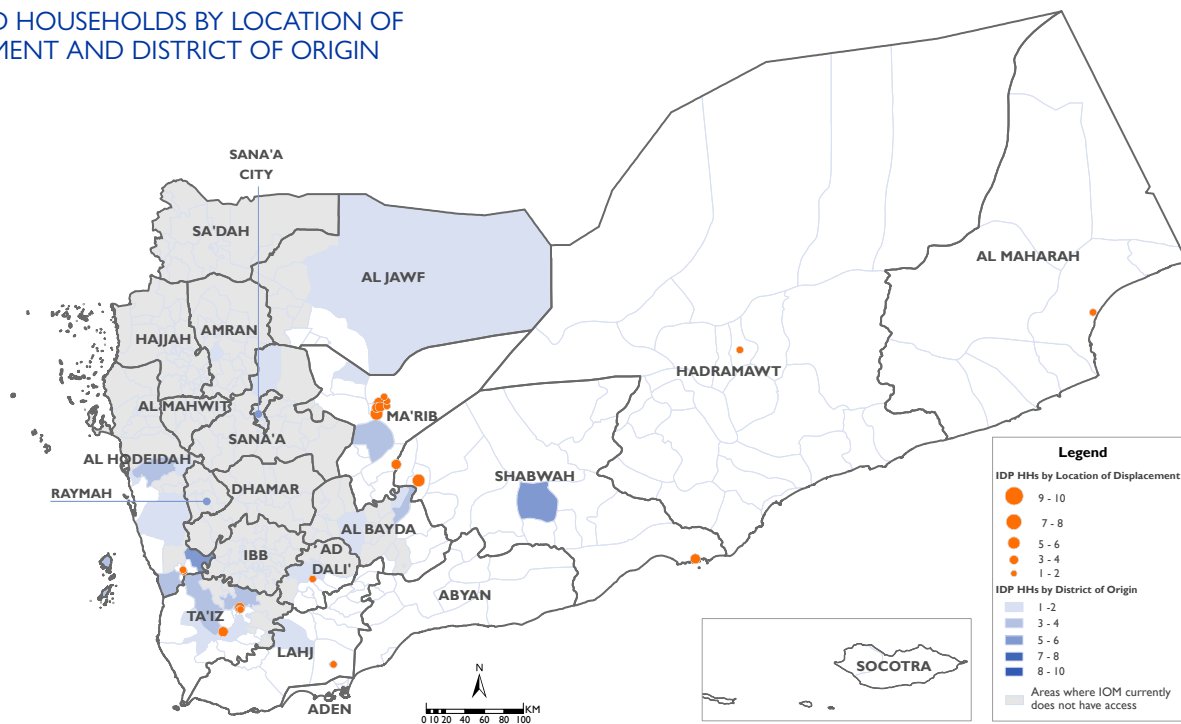 HOUSEHOLDS BY LOCATION OF
AND DISTRICT OF ORIGIN
SANA'A
CITY
SA'DAH
AL JAWF
AL MAHARAH
HAJJAH
AMRAN
HADRAMAWT
AL MAHWIT
MA'RIB
SANA'A
AL HODEIDAH
SHABWAH
RAYMAH
DHAMAR
AL BAYDA
IBB
AD
DALI'
ABYAN
TA'IZ
LAHJ
ADEN
SOCOTRA
N
KM
0 10 20 40 60 80 100
Legend
IDP HHs by Location of Displacement
9 - 10
7 - 8
5 - 6
3 - 4
1 - 2
IDP HHs by District of Origin
1 -2
3 - 4
5 - 6
7 - 8
8 - 10
Areas where IOM currently
does not have access